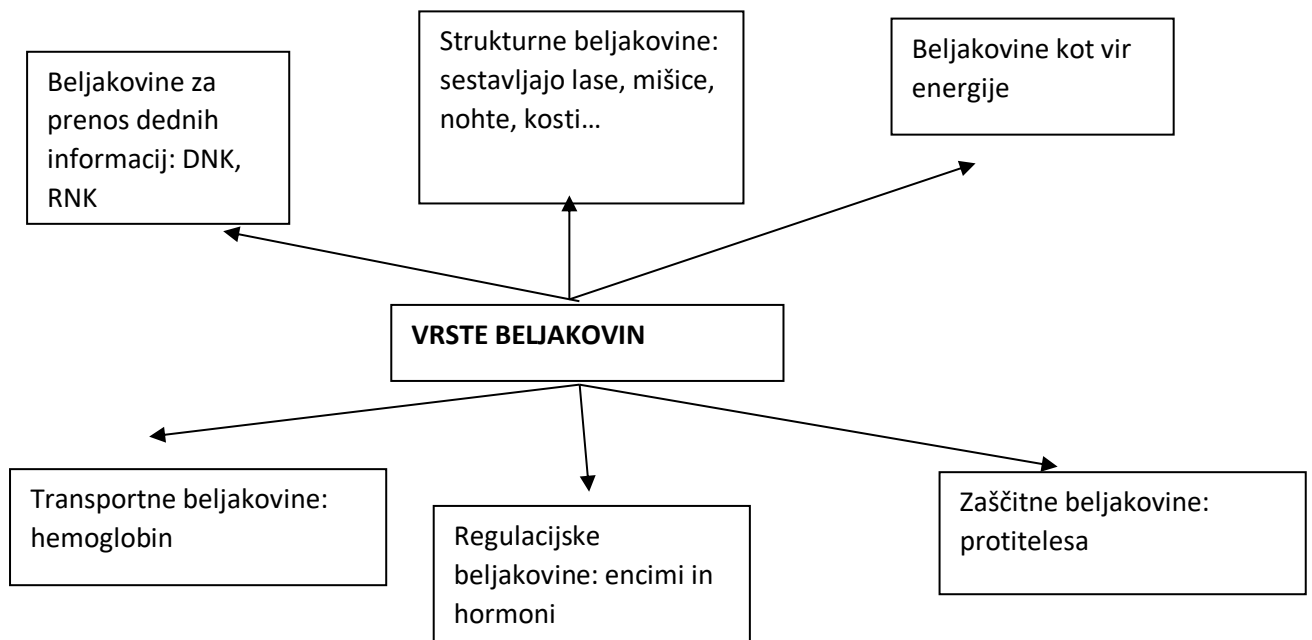 Beljakovine za
prenos dednih
informacij: DNK,
RNK
Strukturne beljakovine:
sestavljajo lase, mišice,
nohte, kosti…
Beljakovine kot vir
energije
VRSTE BELJAKOVIN
Transportne beljakovine:
hemoglobin
Regulacijske
beljakovine: encimi in
hormoni
Zaščitne beljakovine:
protitelesa